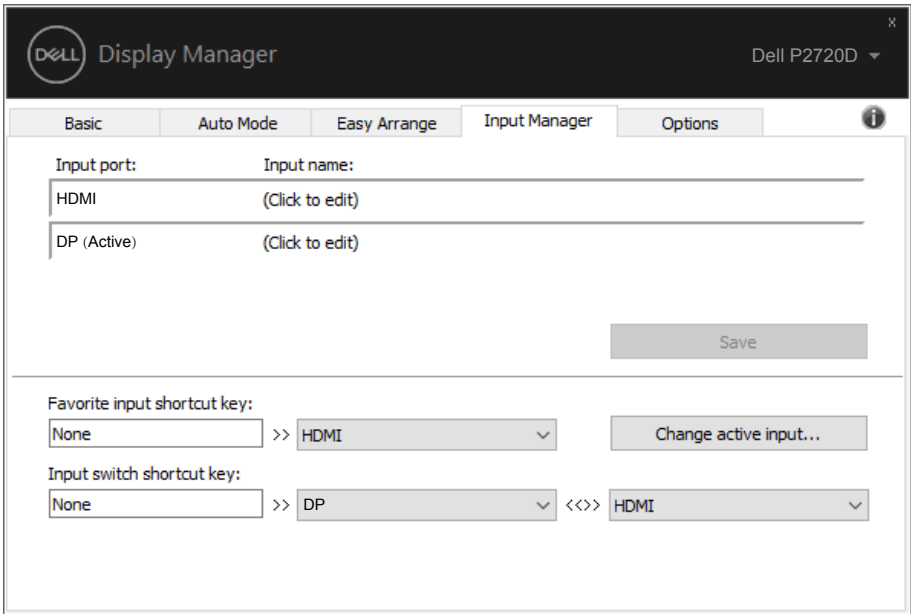 x
DELL Display Manager Dell P2720D
Basic Auto Mode Easy Arrange Input Manager Options i
Input port: Input name:
HDMI (Click to edit)
DP (Active) (Click to edit)
Save
Favorite input shortcut key:
None >> HDMI Change active input...
Input switch shortcut key:
None >> DP <<>> HDMI